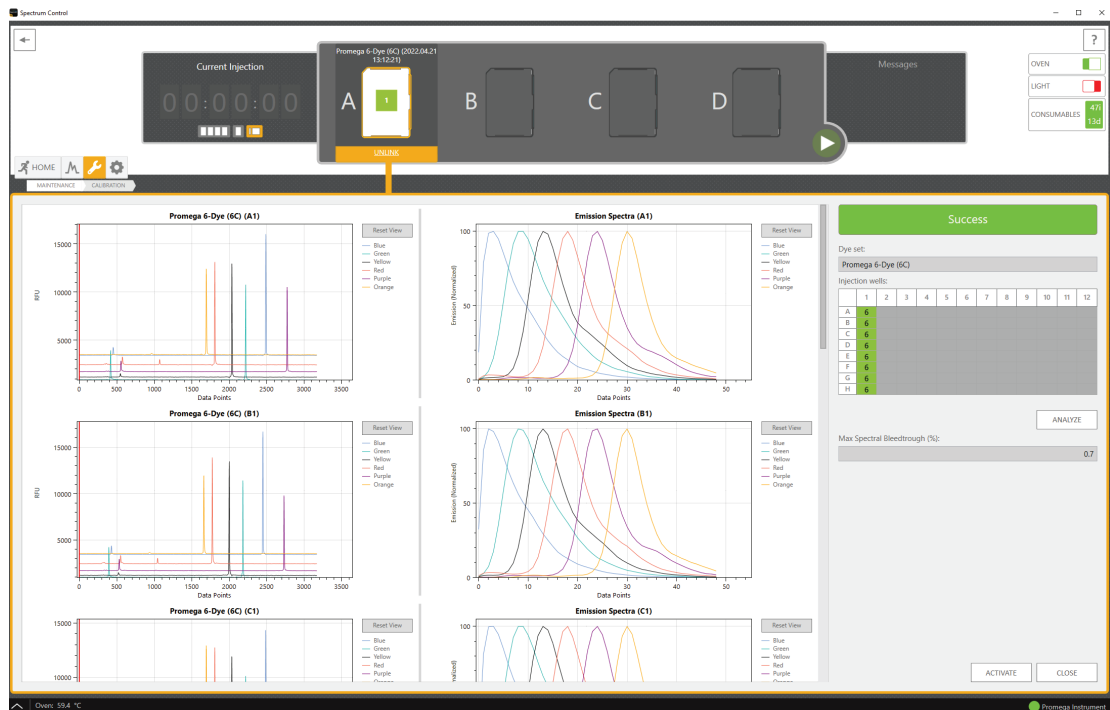 Spectrum Control
Current Injection
00:00:00
Promega 6-Dye (6C) (2022.04.21
13:12:21)
A
1
UNLINK
B
C
D
Messages
?
OVEN
LIGHT
CONSUMABLES
47i
13d
HOME
MAINTENANCE
CALIBRATION
Promega 6-Dye (6C) (A1)
Reset View
Blue
Green
Yellow
Red
Purple
Orange
RFU
15000
10000
5000
0 500 1000 1500 2000 2500 3000 3500
Data Points
Emission Spectra (A1)
Reset View
Blue
Green
Yellow
Red
Purple
Orange
Emission (Normalized)
100
50
0
0 10 20 30 40 50
Data Points
Promega 6-Dye (6C) (B1)
Reset View
Blue
Green
Yellow
Red
Purple
Orange
RFU
15000
10000
5000
0 500 1000 1500 2000 2500 3000 3500
Data Points
Emission Spectra (B1)
Reset View
Blue
Green
Yellow
Red
Purple
Orange
Emission (Normalized)
100
50
0
0 10 20 30 40 50
Data Points
Promega 6-Dye (6C) (C1)
Reset View
Blue
Green
Yellow
Red
Purple
15000
10000
Emission Spectra (C1)
Reset View
Blue
Green
Yellow
Red
Purple
100
50
Success
Dye set:
Promega 6-Dye (6C)
Injection wells:
1 2 3 4 5 6 7 8 9 10 11 12
A 6
B 6
C 6
D 6
E 6
F 6
G 6
H 6
ANALYZE
Max Spectral Bleedtrough (%):
0.7
ACTIVATE
CLOSE
Oven: 59.4 °C
Promega Instrument